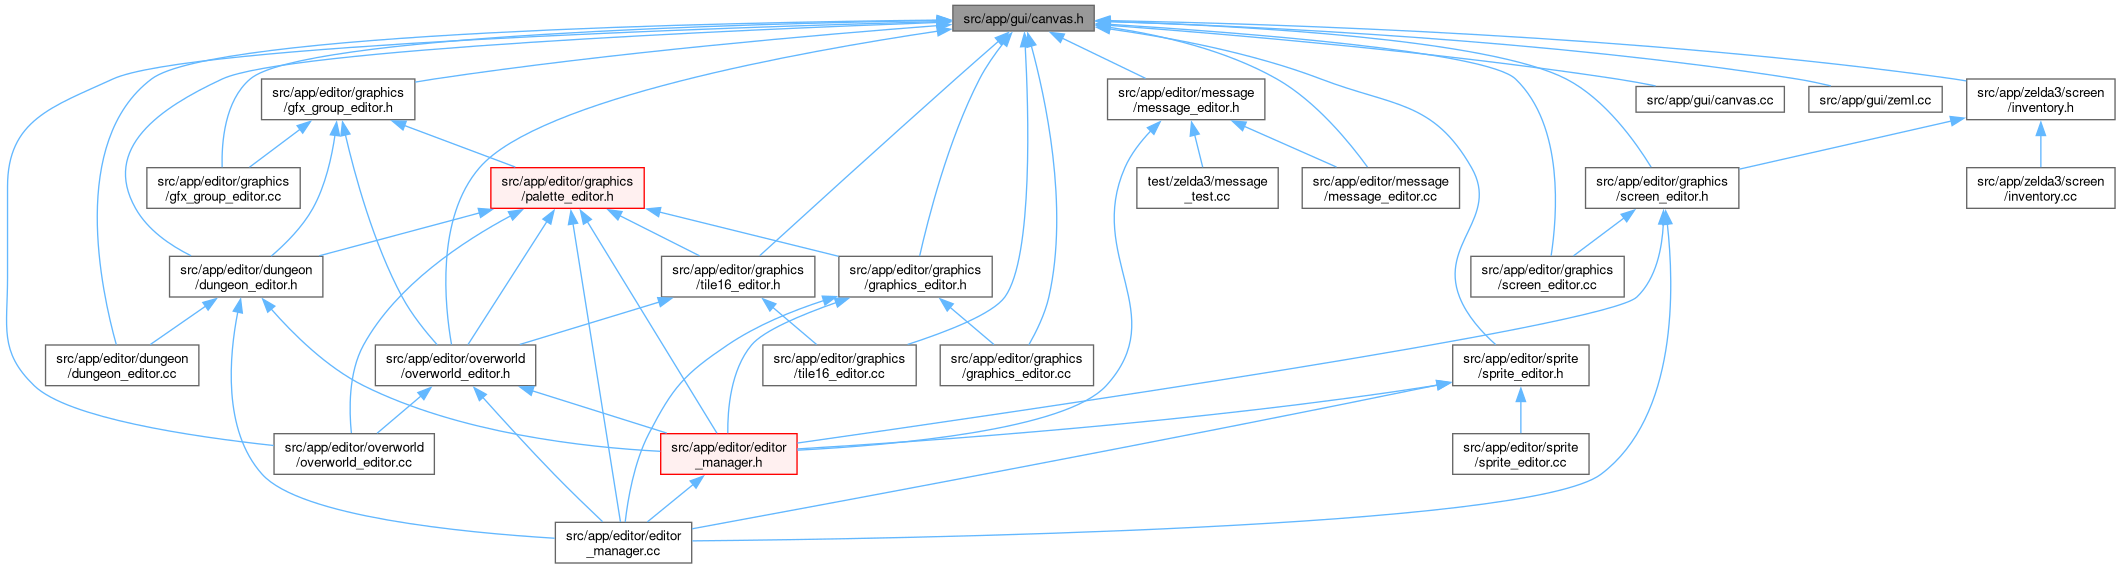 src/app/gui/canvas.h
src/app/editor/graphics
/gfx_group_editor.h
src/app/editor/message
/message_editor.h
src/app/gui/canvas.cc
src/app/gui/zeml.cc
src/app/zelda3/screen
/inventory.h
src/app/editor/graphics
/gfx_group_editor.cc
src/app/editor/graphics
/palette_editor.h
test/zelda3/message
_test.cc
src/app/editor/message
/message_editor.cc
src/app/editor/graphics
/screen_editor.h
src/app/zelda3/screen
/inventory.cc
src/app/editor/dungeon
/dungeon_editor.h
src/app/editor/graphics
/tile16_editor.h
src/app/editor/graphics
/graphics_editor.h
src/app/editor/graphics
/screen_editor.cc
src/app/editor/dungeon
/dungeon_editor.cc
src/app/editor/overworld
/overworld_editor.h
src/app/editor/graphics
/tile16_editor.cc
src/app/editor/graphics
/graphics_editor.cc
src/app/editor/sprite
/sprite_editor.h
src/app/editor/overworld
/overworld_editor.cc
src/app/editor/editor
_manager.h
src/app/editor/sprite
/sprite_editor.cc
src/app/editor/editor
_manager.cc